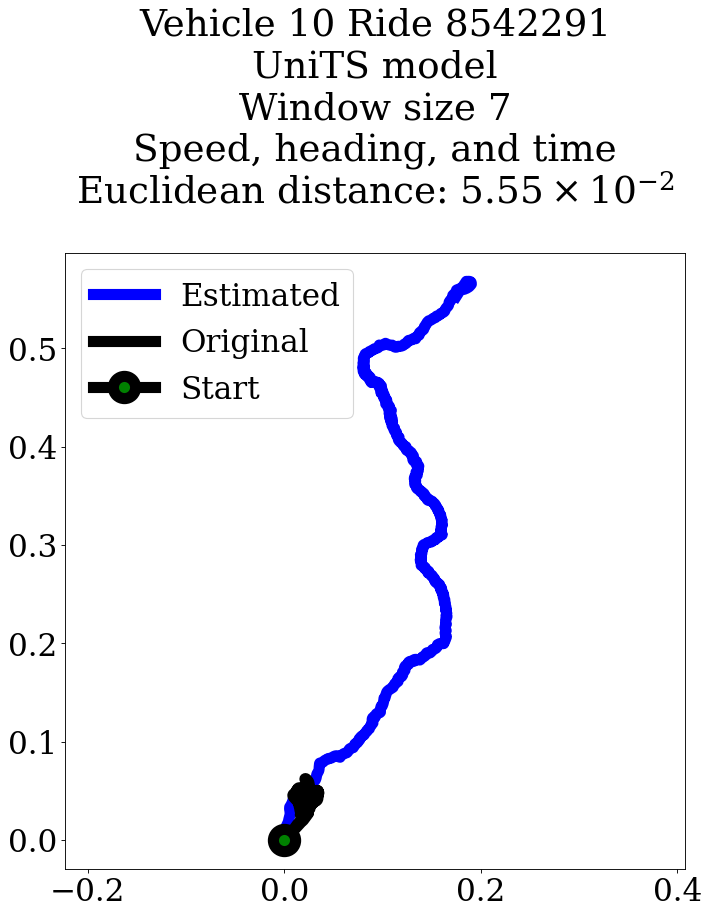 Vehicle 10 Ride 8542291
UniTS model
Window size 7
Speed, heading, and time
Euclidean distance: 5.55 × 10⁻²
Estimated
Original
Start
0.5
0.4
0.3
0.2
0.1
0.0
−0.2 0.0 0.2 0.4